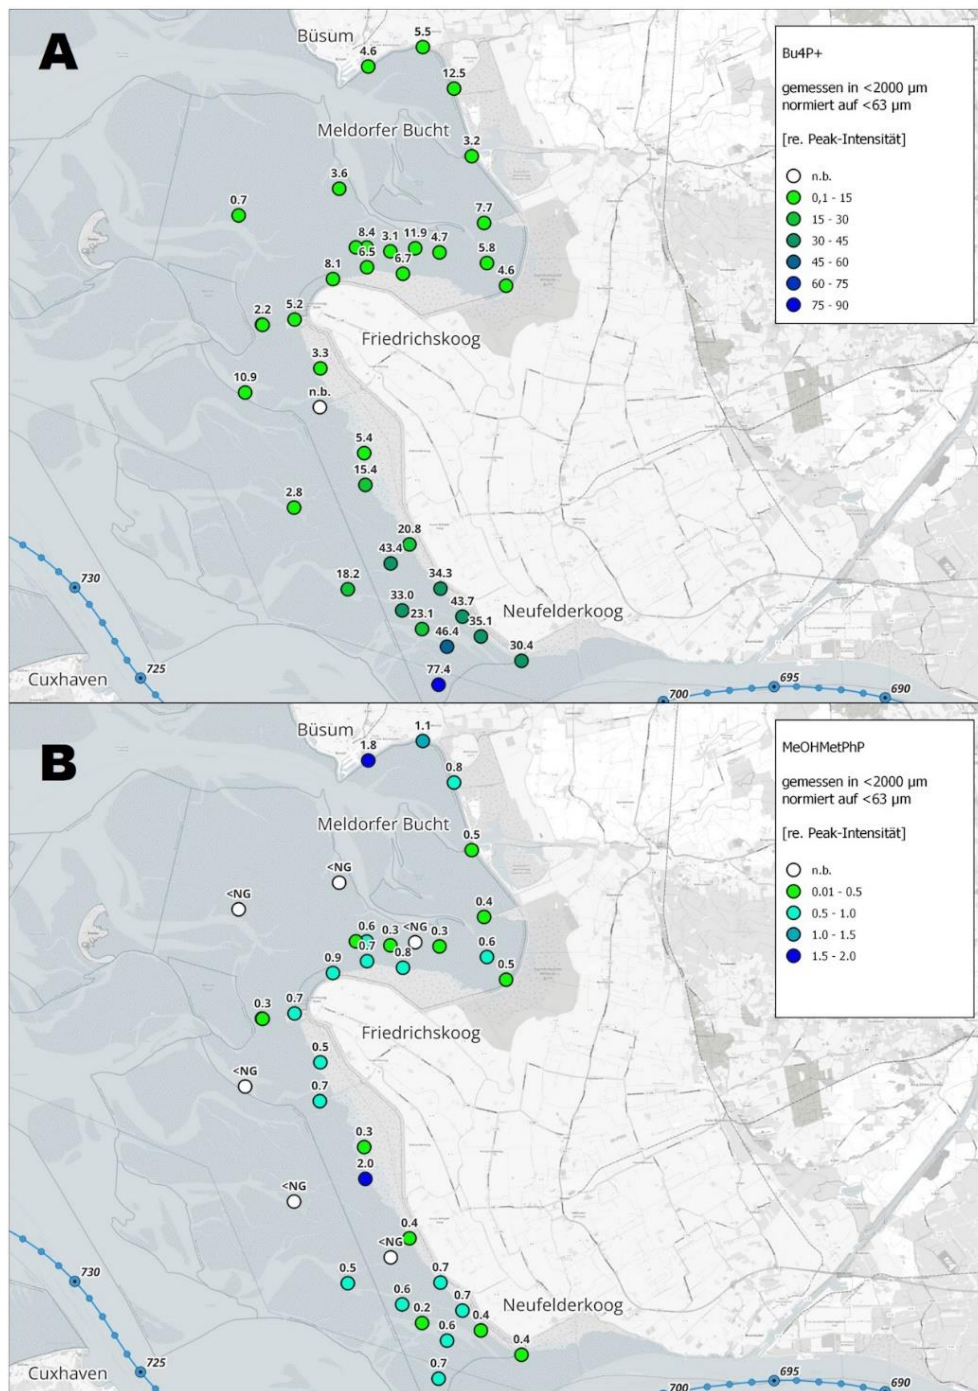 A
Büsum
5.5
4.6
12.5
Meldorfer Bucht
3.2
3.6
0.7
7.7
8.4
3.1
11.9
4.7
6.5
6.7
5.8
8.1
4.6
2.2
5.2
Friedrichskoog
3.3
10.9
n.b.
5.4
15.4
2.8
20.8
43.4
18.2
34.3
33.0
43.7
Neufelderkoog
23.1
35.1
46.4
30.4
77.4
730
725
Cuxhaven
700
695
690
Bu4P+
gemessen in <2000 µm
normiert auf <63 µm
[re. Peak-Intensität]
n.b.
0,1 - 15
15 - 30
30 - 45
45 - 60
60 - 75
75 - 90
B
Büsum
1.1
1.8
0.8
Meldorfer Bucht
0.5
<NG
<NG
0.4
0.6
0.3
<NG
0.3
0.7
0.8
0.6
0.9
0.5
0.3
0.7
Friedrichskoog
0.5
<NG
0.7
0.3
2.0
<NG
0.4
<NG
0.5
0.7
0.6
0.7
Neufelderkoog
0.2
0.4
0.6
0.4
0.7
730
725
Cuxhaven
700
695
690
MeOHMetPhP
gemessen in <2000 µm
normiert auf <63 µm
[re. Peak-Intensität]
n.b.
0.01 - 0.5
0.5 - 1.0
1.0 - 1.5
1.5 - 2.0